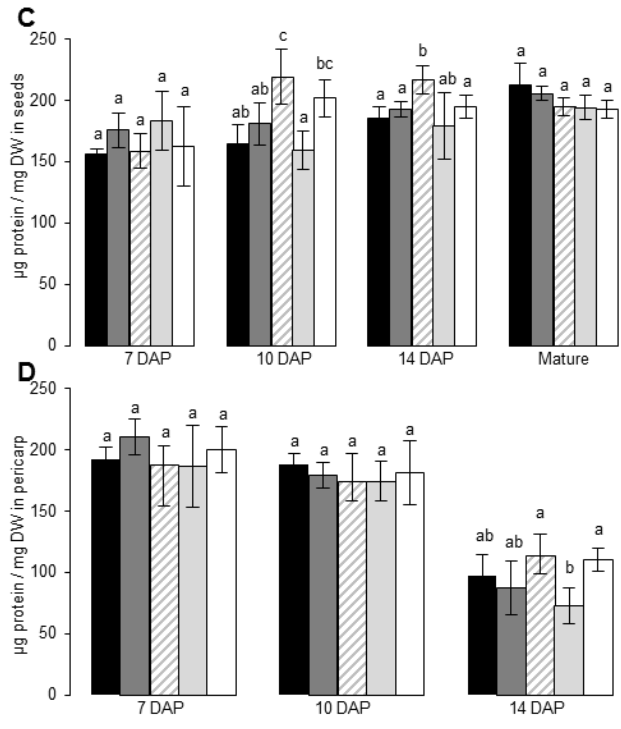 C
µg protein / mg DW in seeds
250
200
150
100
50
0
a a a a a
ab ab c a bc
a a b ab a
a a a a a
7 DAP 10 DAP 14 DAP Mature
D
µg protein / mg DW in pericarp
250
200
150
100
50
0
a a a a a
a a a a a
ab ab a b a
7 DAP 10 DAP 14 DAP